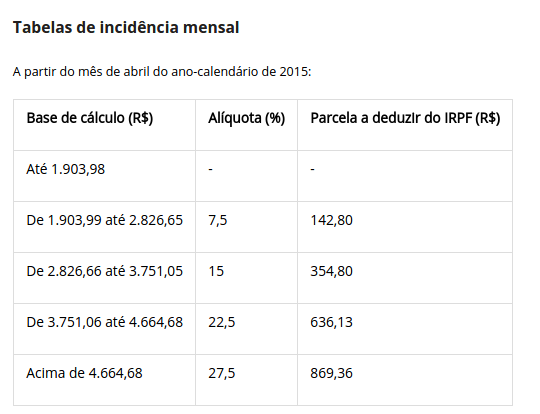 Tabelas de incidência mensal
A partir do mês de abril do ano-calendário de 2015:
Base de cálculo (R$) Alíquota (%) Parcela a deduzir do IRPF (R$)
Até 1.903,98 - -
De 1.903,99 até 2.826,65 7,5 142,80
De 2.826,66 até 3.751,05 15 354,80
De 3.751,06 até 4.664,68 22,5 636,13
Acima de 4.664,68 27,5 869,36